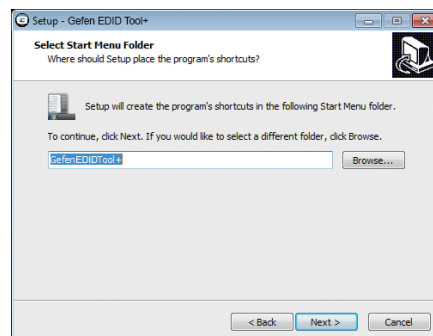 Setup - Gefen EDID Tool+
Select Start Menu Folder
Where should Setup place the program's shortcuts?
Setup will create the program's shortcuts in the following Start Menu folder.
To continue, click Next. If you would like to select a different folder, click Browse.
GefenEDIDTool+
Browse...
< Back
Next >
Cancel